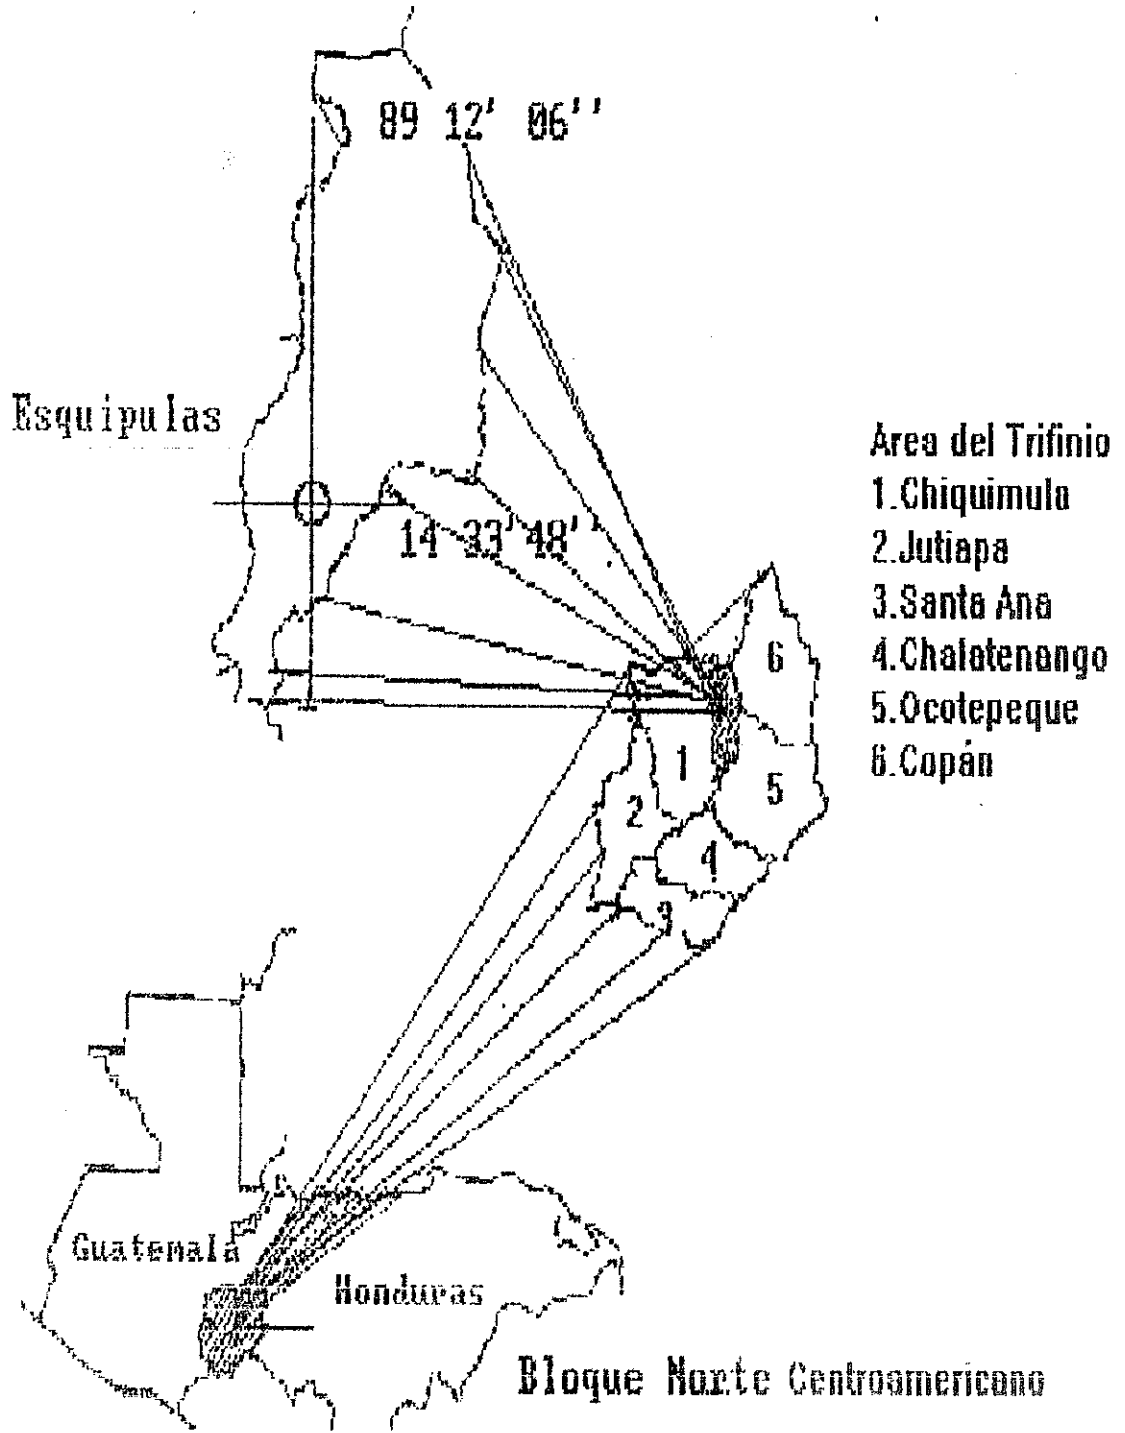 89 12' 06''
Esquipulas
14 33' 48''
Area del Trifinio
1.Chiquimula
2.Jutiapa
3.Santa Ana
4.Chalatenango
5.Ocotepeque
6.Copán
6
1
5
2
4
3
Guatemala
Honduras
Bloque Norte Centroamericano